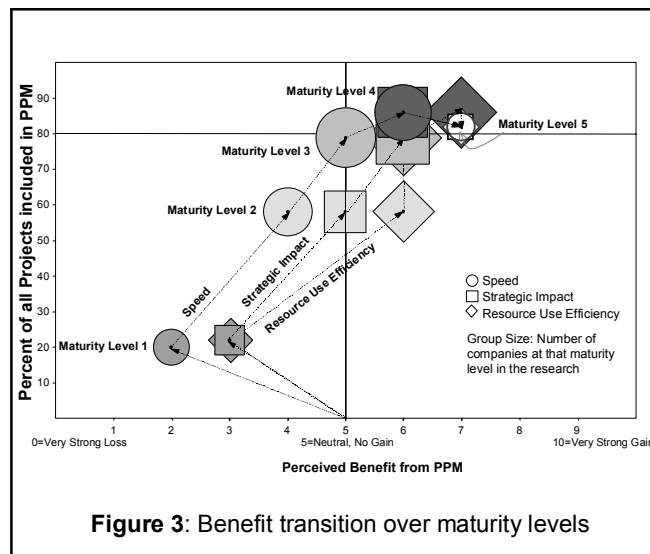 Percent of all Projects included in PPM
90
80
70
60
50
40
30
20
10
Maturity Level 4
Maturity Level 5
Maturity Level 3
Maturity Level 2
Maturity Level 1
Speed
Strategic Impact
Resource Use Efficiency
Speed
Strategic Impact
Resource Use Efficiency
Group Size: Number of
companies at that maturity
level in the research
1 2 3 4 5 6 7 8 9
0=Very Strong Loss 5=Neutral, No Gain 10=Very Strong Gain
Perceived Benefit from PPM
Figure 3: Benefit transition over maturity levels